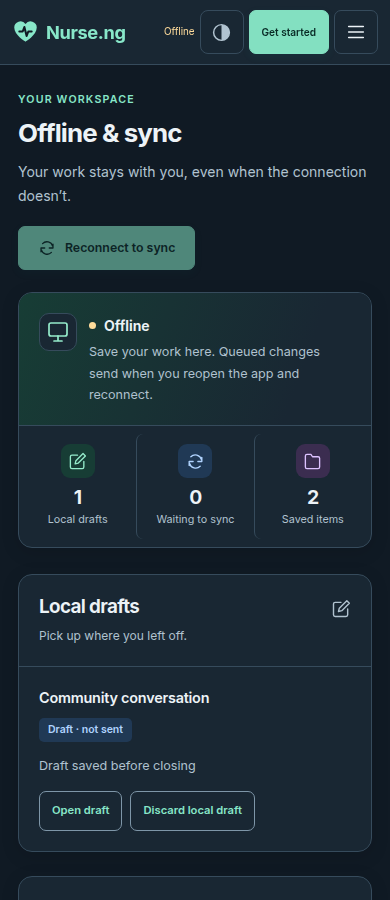 Nurse.ng
Offline
Get started
YOUR WORKSPACE
Offline & sync
Your work stays with you, even when the connection
doesn’t.
Reconnect to sync
Offline
Save your work here. Queued changes
send when you reopen the app and
reconnect.
1
Local drafts
0
Waiting to sync
2
Saved items
Local drafts
Pick up where you left off.
Community conversation
Draft · not sent
Draft saved before closing
Open draft
Discard local draft